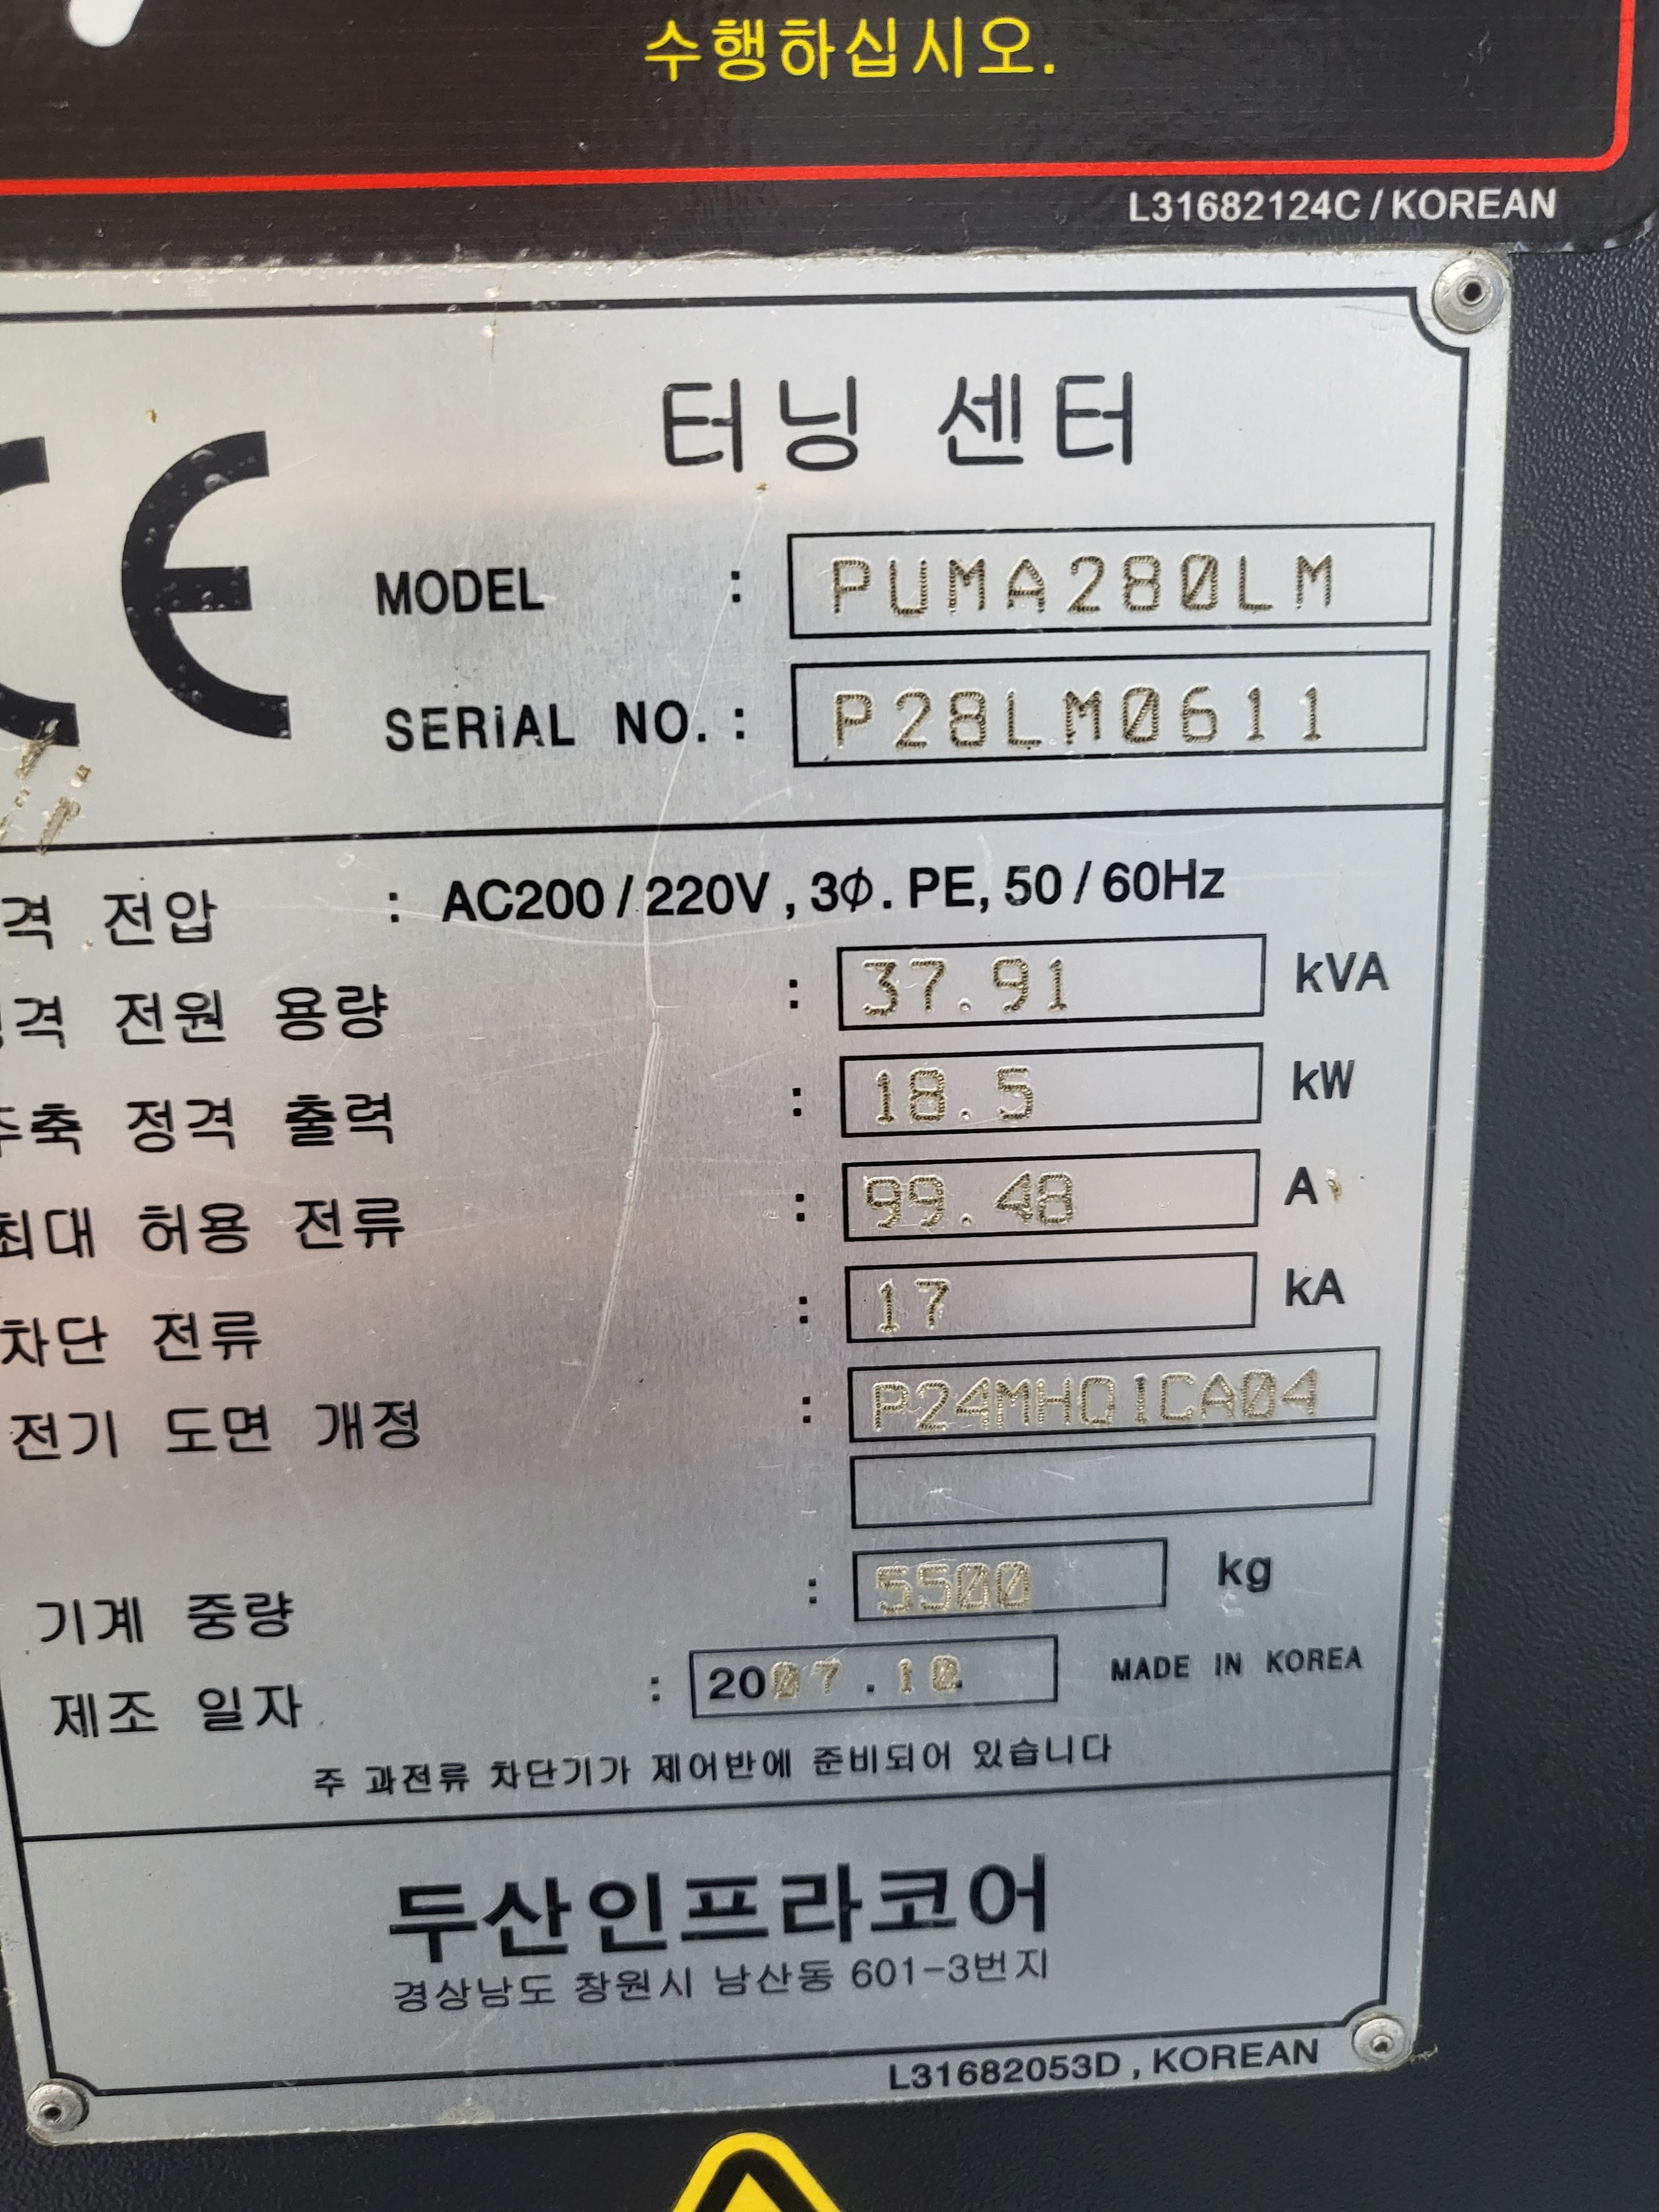 수행하십시오.
L31682124C / KOREAN
CE
터닝 센터
MODEL : PUMA280LM
SERIAL NO. : P28LM0611
격 전압 : AC200 / 220V , 3Φ. PE, 50 / 60Hz
격 전원 용량 : 37.91 kVA
주축 정격 출력 : 18.5 kW
최대 허용 전류 : 99.48 A
차단 전류 : 17 kA
전기 도면 개정 : P24MH01CA04
기계 중량 : 5500 kg
제조 일자 : 2007.10 MADE IN KOREA
주 과전류 차단기가 제어반에 준비되어 있습니다
두산인프라코어
경상남도 창원시 남산동 601-3번지
L31682053D , KOREAN